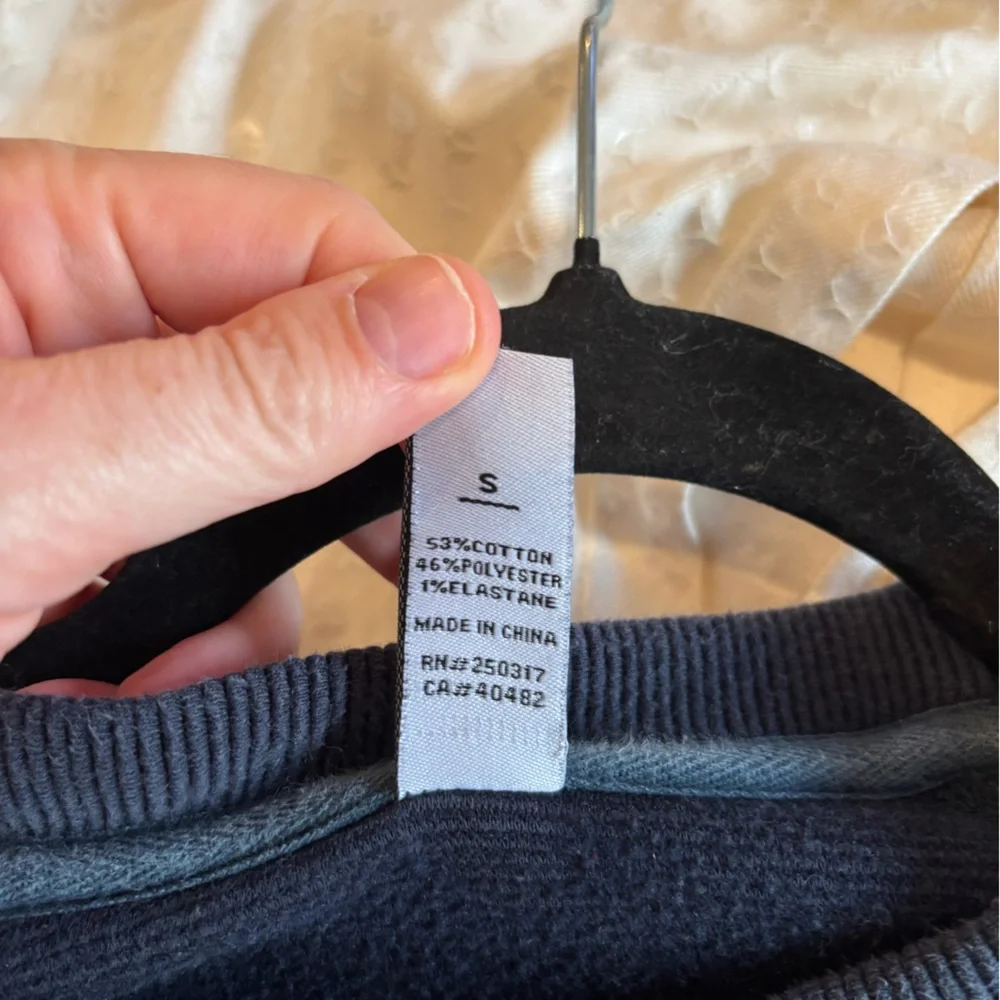 S
53%COTTON
46%POLYESTER
1%ELASTANE
MADE IN CHINA
RN#250317
CA#40482